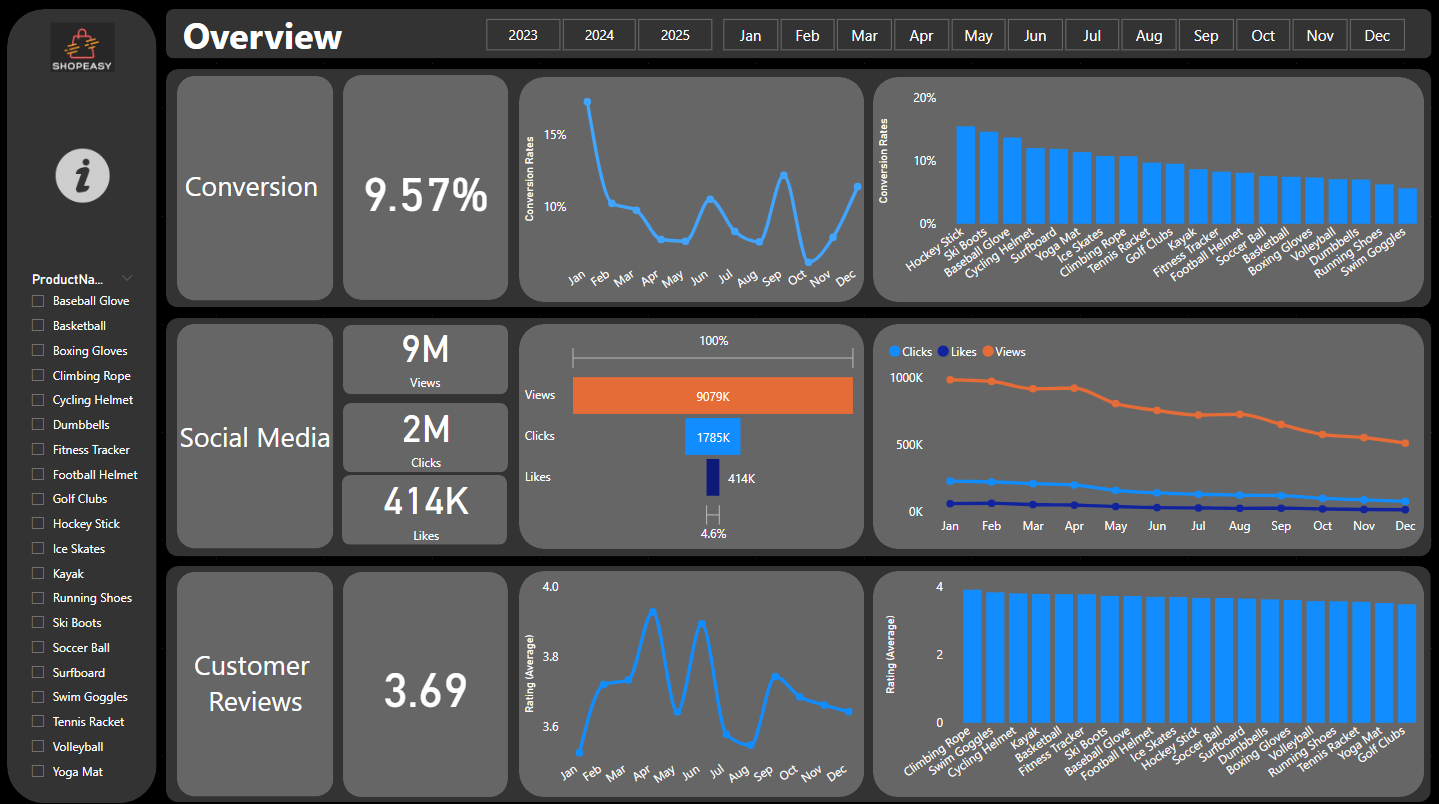 SHOPEASY
Overview
2023 2024 2025 Jan Feb Mar Apr May Jun Jul Aug Sep Oct Nov Dec
i
ProductNa...
Baseball Glove
Basketball
Boxing Gloves
Climbing Rope
Cycling Helmet
Dumbbells
Fitness Tracker
Football Helmet
Golf Clubs
Hockey Stick
Ice Skates
Kayak
Running Shoes
Ski Boots
Soccer Ball
Surfboard
Swim Goggles
Tennis Racket
Volleyball
Yoga Mat
Conversion
9.57%
Conversion Rates
15%
10%
Jan Feb Mar Apr May Jun Jul Aug Sep Oct Nov Dec
Conversion Rates
20%
10%
0%
Hockey Stick
Ski Boots
Baseball Glove
Cycling Helmet
Surfboard
Yoga Mat
Ice Skates
Climbing Rope
Tennis Racket
Golf Clubs
Kayak
Fitness Tracker
Football Helmet
Soccer Ball
Basketball
Boxing Gloves
Volleyball
Dumbbells
Running Shoes
Swim Goggles
Social Media
9M
Views
2M
Clicks
414K
Likes
100%
Views 9079K
Clicks 1785K
Likes 414K
4.6%
Clicks Likes Views
1000K
500K
0K
Jan Feb Mar Apr May Jun Jul Aug Sep Oct Nov Dec
Customer
Reviews
3.69
Rating (Average)
4.0
3.8
3.6
Jan Feb Mar Apr May Jun Jul Aug Sep Oct Nov Dec
Rating (Average)
4
2
0
Climbing Rope
Swim Goggles
Cycling Helmet
Kayak
Basketball
Fitness Tracker
Ski Boots
Baseball Glove
Football Helmet
Ice Skates
Hockey Stick
Soccer Ball
Surfboard
Dumbbells
Boxing Gloves
Volleyball
Running Shoes
Tennis Racket
Yoga Mat
Golf Clubs